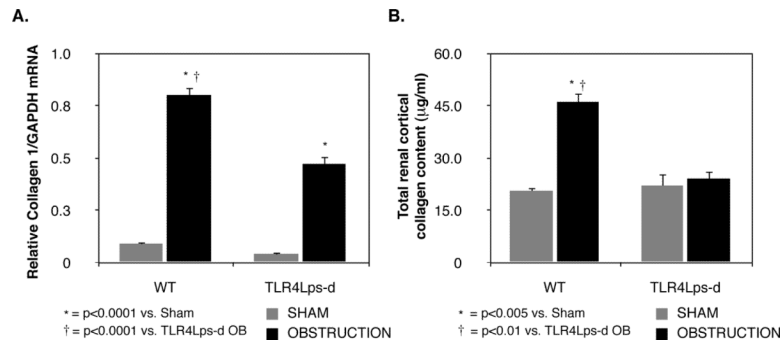 A.
B.
Relative Collagen 1/GAPDH mRNA
1.0
0.8
0.5
0.3
0
* †
*
WT
TLR4Lps-d
* = p<0.0001 vs. Sham
† = p<0.0001 vs. TLR4Lps-d OB
SHAM
OBSTRUCTION
Total renal cortical
collagen content (μg/ml)
60.0
45.0
30.0
15.0
0
* †
WT
TLR4Lps-d
* = p<0.005 vs. Sham
† = p<0.01 vs. TLR4Lps-d OB
SHAM
OBSTRUCTION